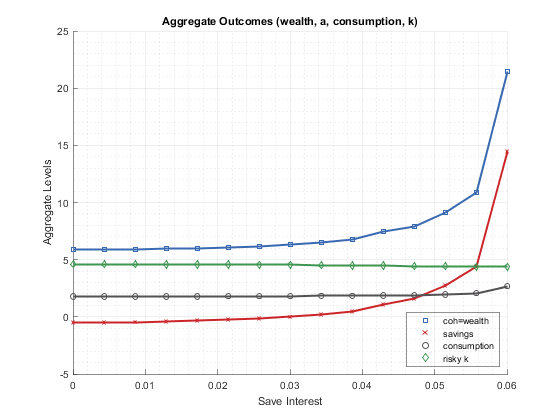 Aggregate Outcomes (wealth, a, consumption, k)
25
20
15
10
5
0
-5
Aggregate Levels
0
0.01
0.02
0.03
0.04
0.05
0.06
Save Interest
coh=wealth
savings
consumption
risky k